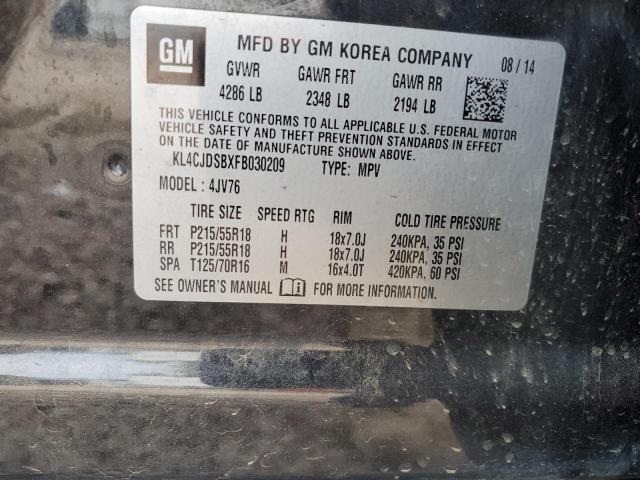 GM MFD BY GM KOREA COMPANY 08 / 14
GVWR GAWR FRT GAWR RR
4286 LB 2348 LB 2194 LB
THIS VEHICLE CONFORMS TO ALL APPLICABLE U.S. FEDERAL MOTOR
VEHICLE SAFETY AND THEFT PREVENTION STANDARDS IN EFFECT
ON THE DATE OF MANUFACTURE SHOWN ABOVE.
KL4CJDSBXFB030209 TYPE: MPV
MODEL : 4JV76
TIRE SIZE SPEED RTG RIM COLD TIRE PRESSURE
FRT P215/55R18 H 18x7.0J 240KPA, 35 PSI
RR P215/55R18 H 18x7.0J 240KPA, 35 PSI
SPA T125/70R16 M 16x4.0T 420KPA, 60 PSI
SEE OWNER'S MANUAL FOR MORE INFORMATION.